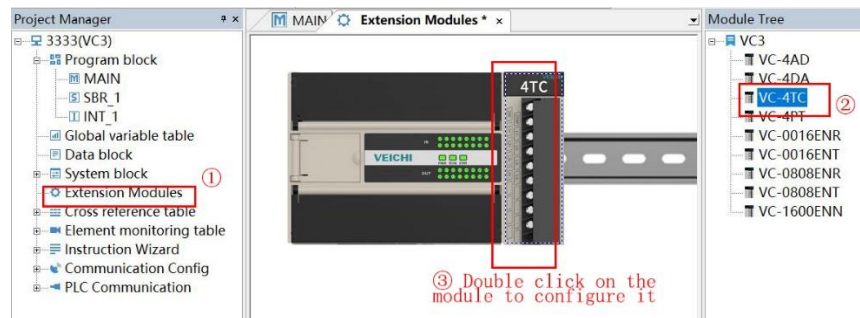 Project Manager
3333(VC3)
Program block
MAIN
SBR_1
INT_1
Global variable table
Data block
System block
①
Extension Modules
Cross reference table
Element monitoring table
Instruction Wizard
Communication Config
PLC Communication
MAIN
Extension Modules *
4TC
VEICHI
IN
OUT
③ Double click on the
module to configure it
Module Tree
VC3
VC-4AD
VC-4DA
VC-4TC
②
VC-4PT
VC-0016ENR
VC-0016ENT
VC-0808ENR
VC-0808ENT
VC-1600ENN